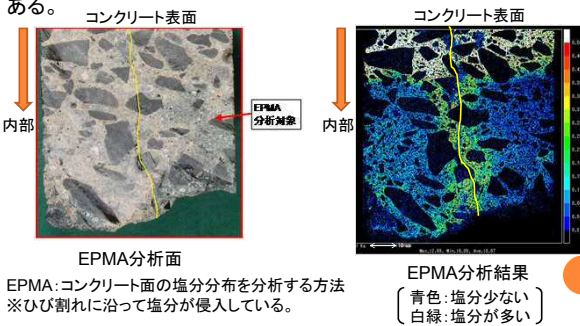 ある。
コンクリート表面
内部
EPMA
分析対象
EPMA分析面
EPMA:コンクリート面の塩分分布を分析する方法
※ひび割れに沿って塩分が侵入している。
コンクリート表面
内部
EPMA分析結果
青色:塩分少ない
白緑:塩分が多い